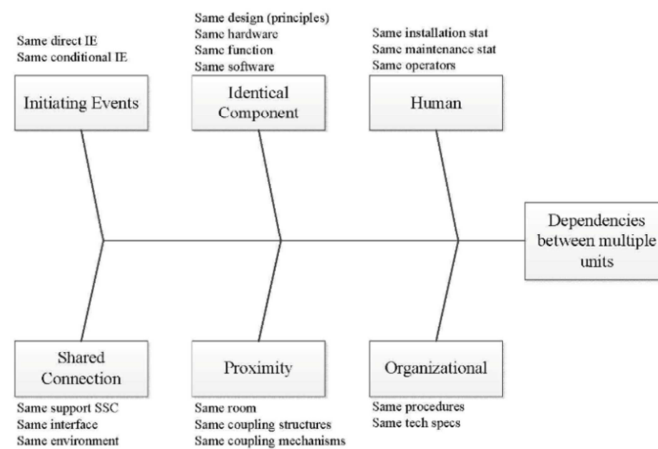 Same direct IE
Same conditional IE
Initiating Events
Same design (principles)
Same hardware
Same function
Same software
Identical
Component
Same installation stat
Same maintenance stat
Same operators
Human
Dependencies
between multiple
units
Shared
Connection
Same support SSC
Same interface
Same environment
Proximity
Same room
Same coupling structures
Same coupling mechanisms
Organizational
Same procedures
Same tech specs